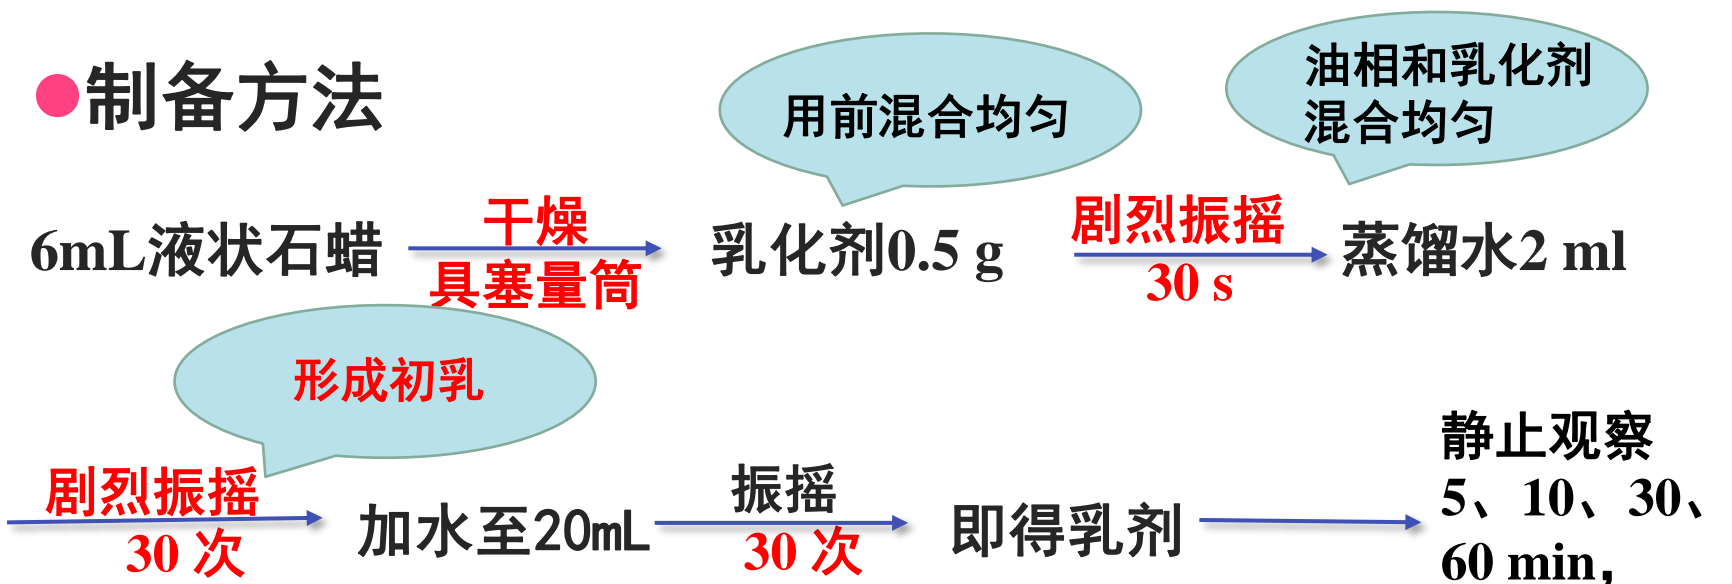 ●制备方法
用前混合均匀
油相和乳化剂
混合均匀
6mL液状石蜡
干燥
具塞量筒
乳化剂0.5 g
剧烈振摇
30 s
蒸馏水2 ml
形成初乳
剧烈振摇
30 次
加水至20mL
振摇
30 次
即得乳剂
静止观察
5、10、30、
60 min，